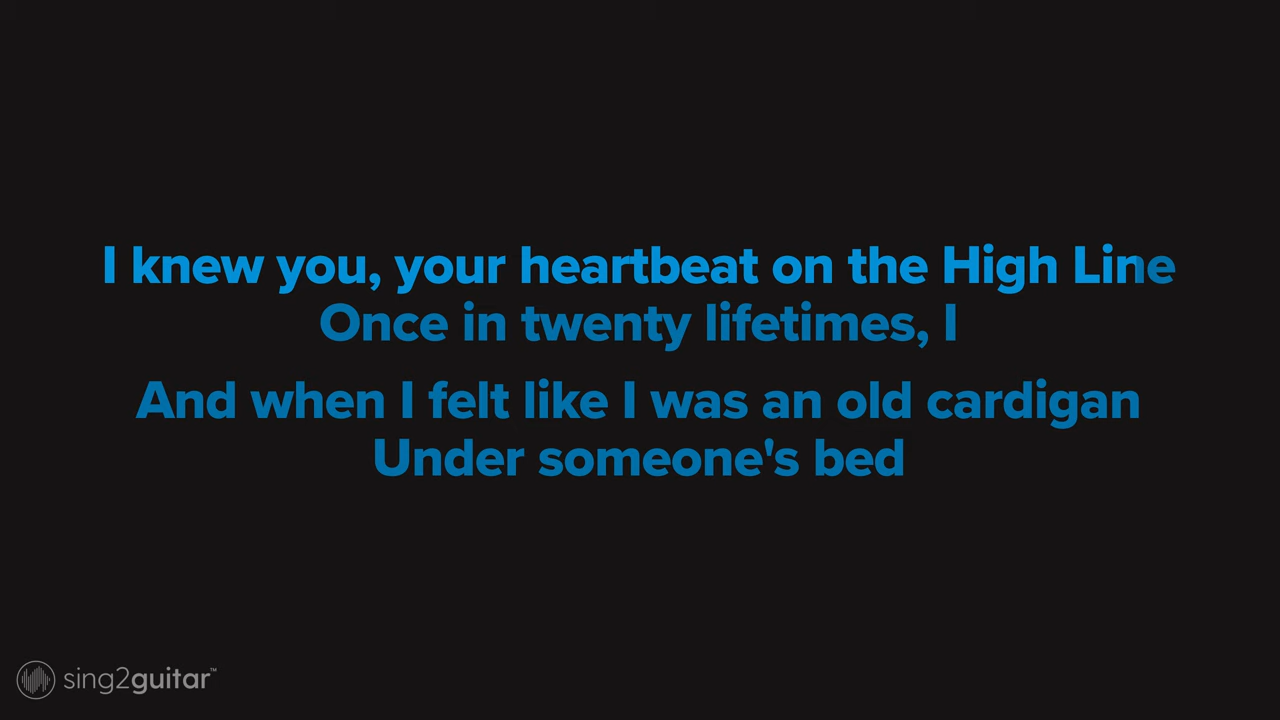 I knew you, your heartbeat on the High Line
Once in twenty lifetimes, I
And when I felt like I was an old cardigan
Under someone's bed
sing2guitar™